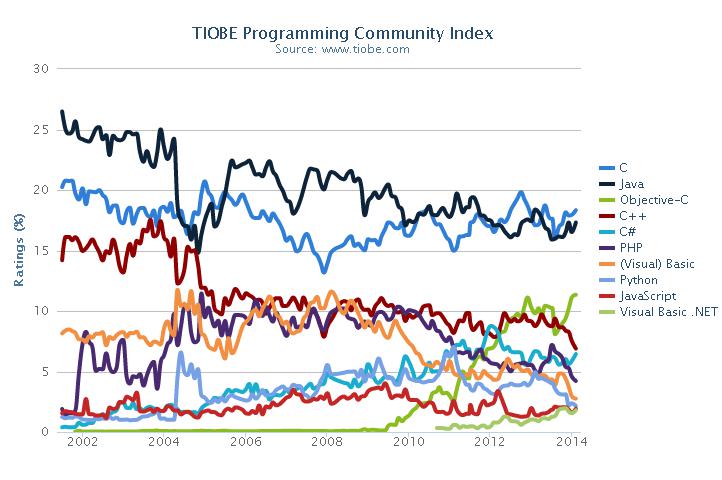 TIOBE Programming Community Index
Source: www.tiobe.com
30
25
20
15
10
5
0
Ratings (%)
2002
2004
2006
2008
2010
2012
2014
C
Java
Objective-C
C++
C#
PHP
(Visual) Basic
Python
JavaScript
Visual Basic .NET